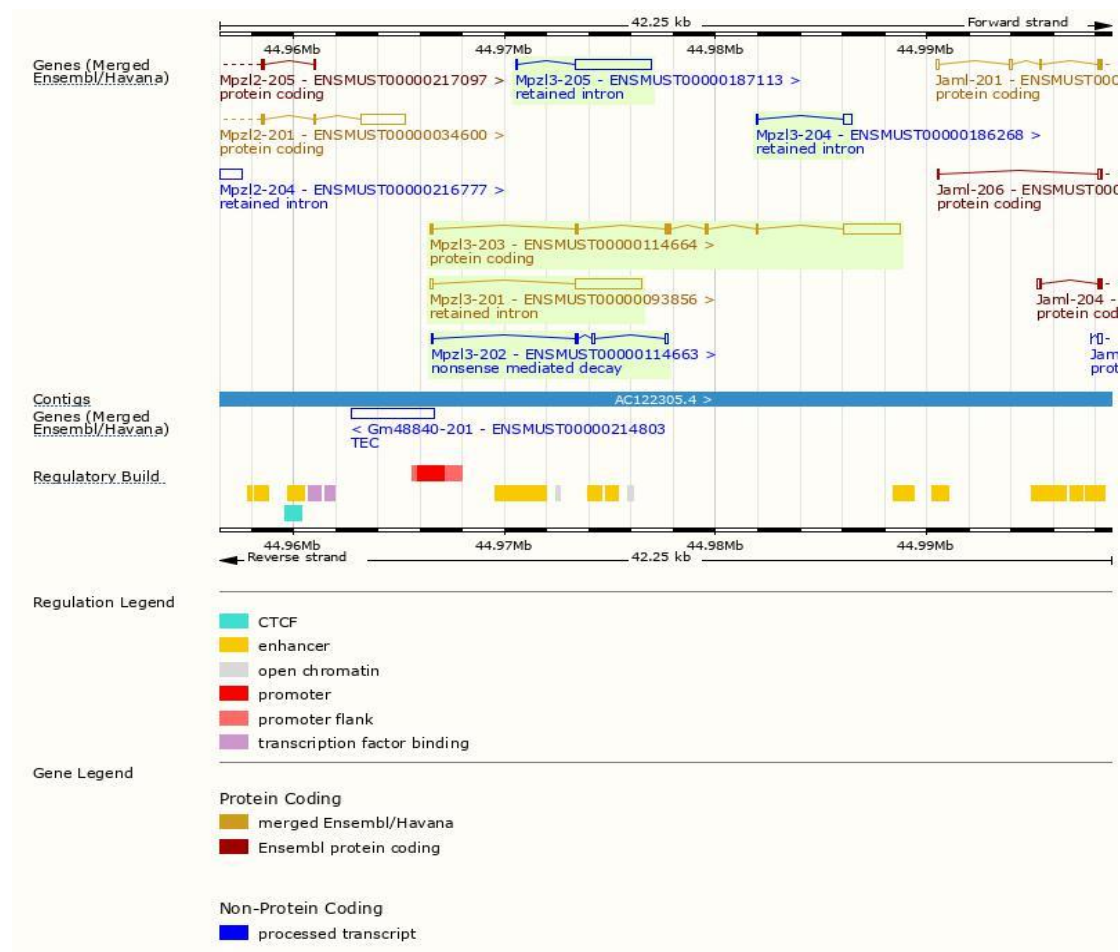 42.25 kb Forward strand
44.96Mb 44.97Mb 44.98Mb 44.99Mb
Genes (Merged
Ensembl/Havana)
Mpzl2-205 - ENSMUST00000217097 > Mpzl3-205 - ENSMUST00000187113 > Jaml-201 - ENSMUST000
protein coding retained intron protein coding
Mpzl2-201 - ENSMUST00000034600 > Mpzl3-204 - ENSMUST00000186268 >
protein coding retained intron
Mpzl2-204 - ENSMUST00000216777 > Jaml-206 - ENSMUST000
retained intron protein coding
Mpzl3-203 - ENSMUST00000114664 >
protein coding
Mpzl3-201 - ENSMUST00000093856 > Jaml-204 -
retained intron protein cod
Mpzl3-202 - ENSMUST00000114663 > Jam
nonsense mediated decay prot
Contigs AC122305.4 >
Genes (Merged
Ensembl/Havana)
< Gm48840-201 - ENSMUST00000214803
TEC
Regulatory Build
44.96Mb 44.97Mb 44.98Mb 44.99Mb
Reverse strand 42.25 kb
Regulation Legend
CTCF
enhancer
open chromatin
promoter
promoter flank
transcription factor binding
Gene Legend
Protein Coding
merged Ensembl/Havana
Ensembl protein coding
Non-Protein Coding
processed transcript